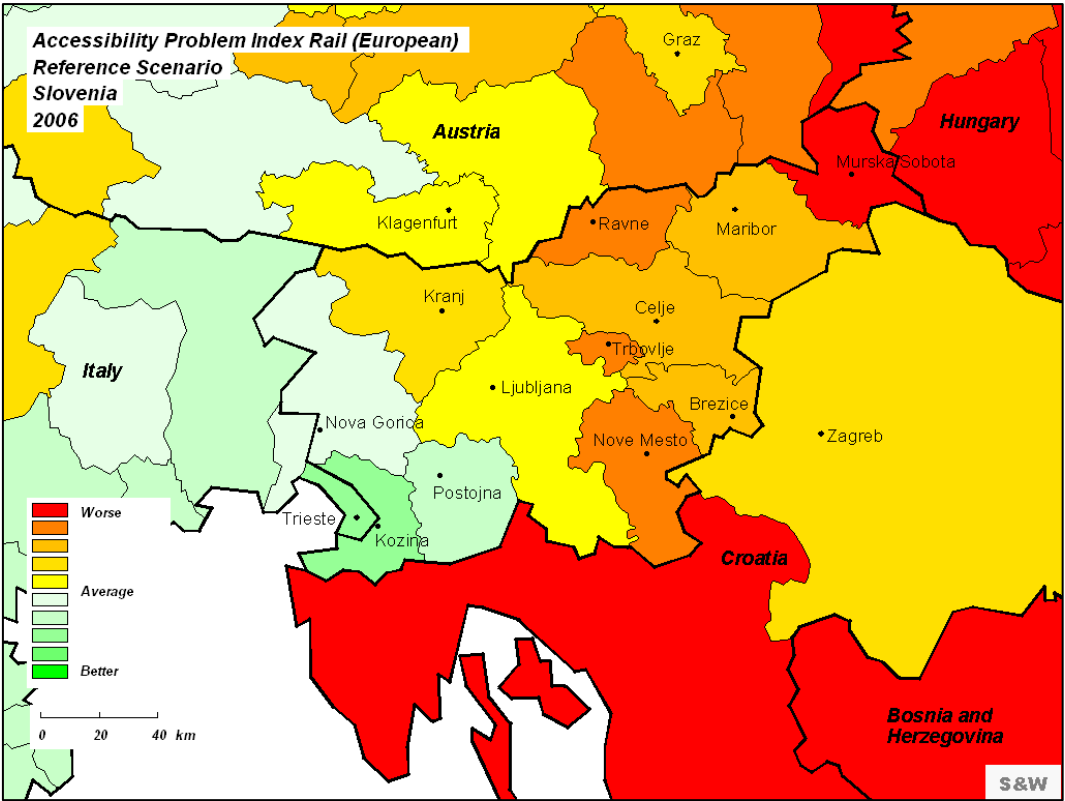 Accessibility Problem Index Rail (European)
Reference Scenario
Slovenia
2006
Graz
Austria
Hungary
Murska Sobota
Klagenfurt
Ravne
Maribor
Kranj
Celje
Trbovlje
Italy
Ljubljana
Brezice
Nova Gorica
Nove Mesto
Zagreb
Postojna
Trieste
Kozina
Croatia
Worse
Average
Better
0 20 40 km
Bosnia and
Herzegovina
S&W